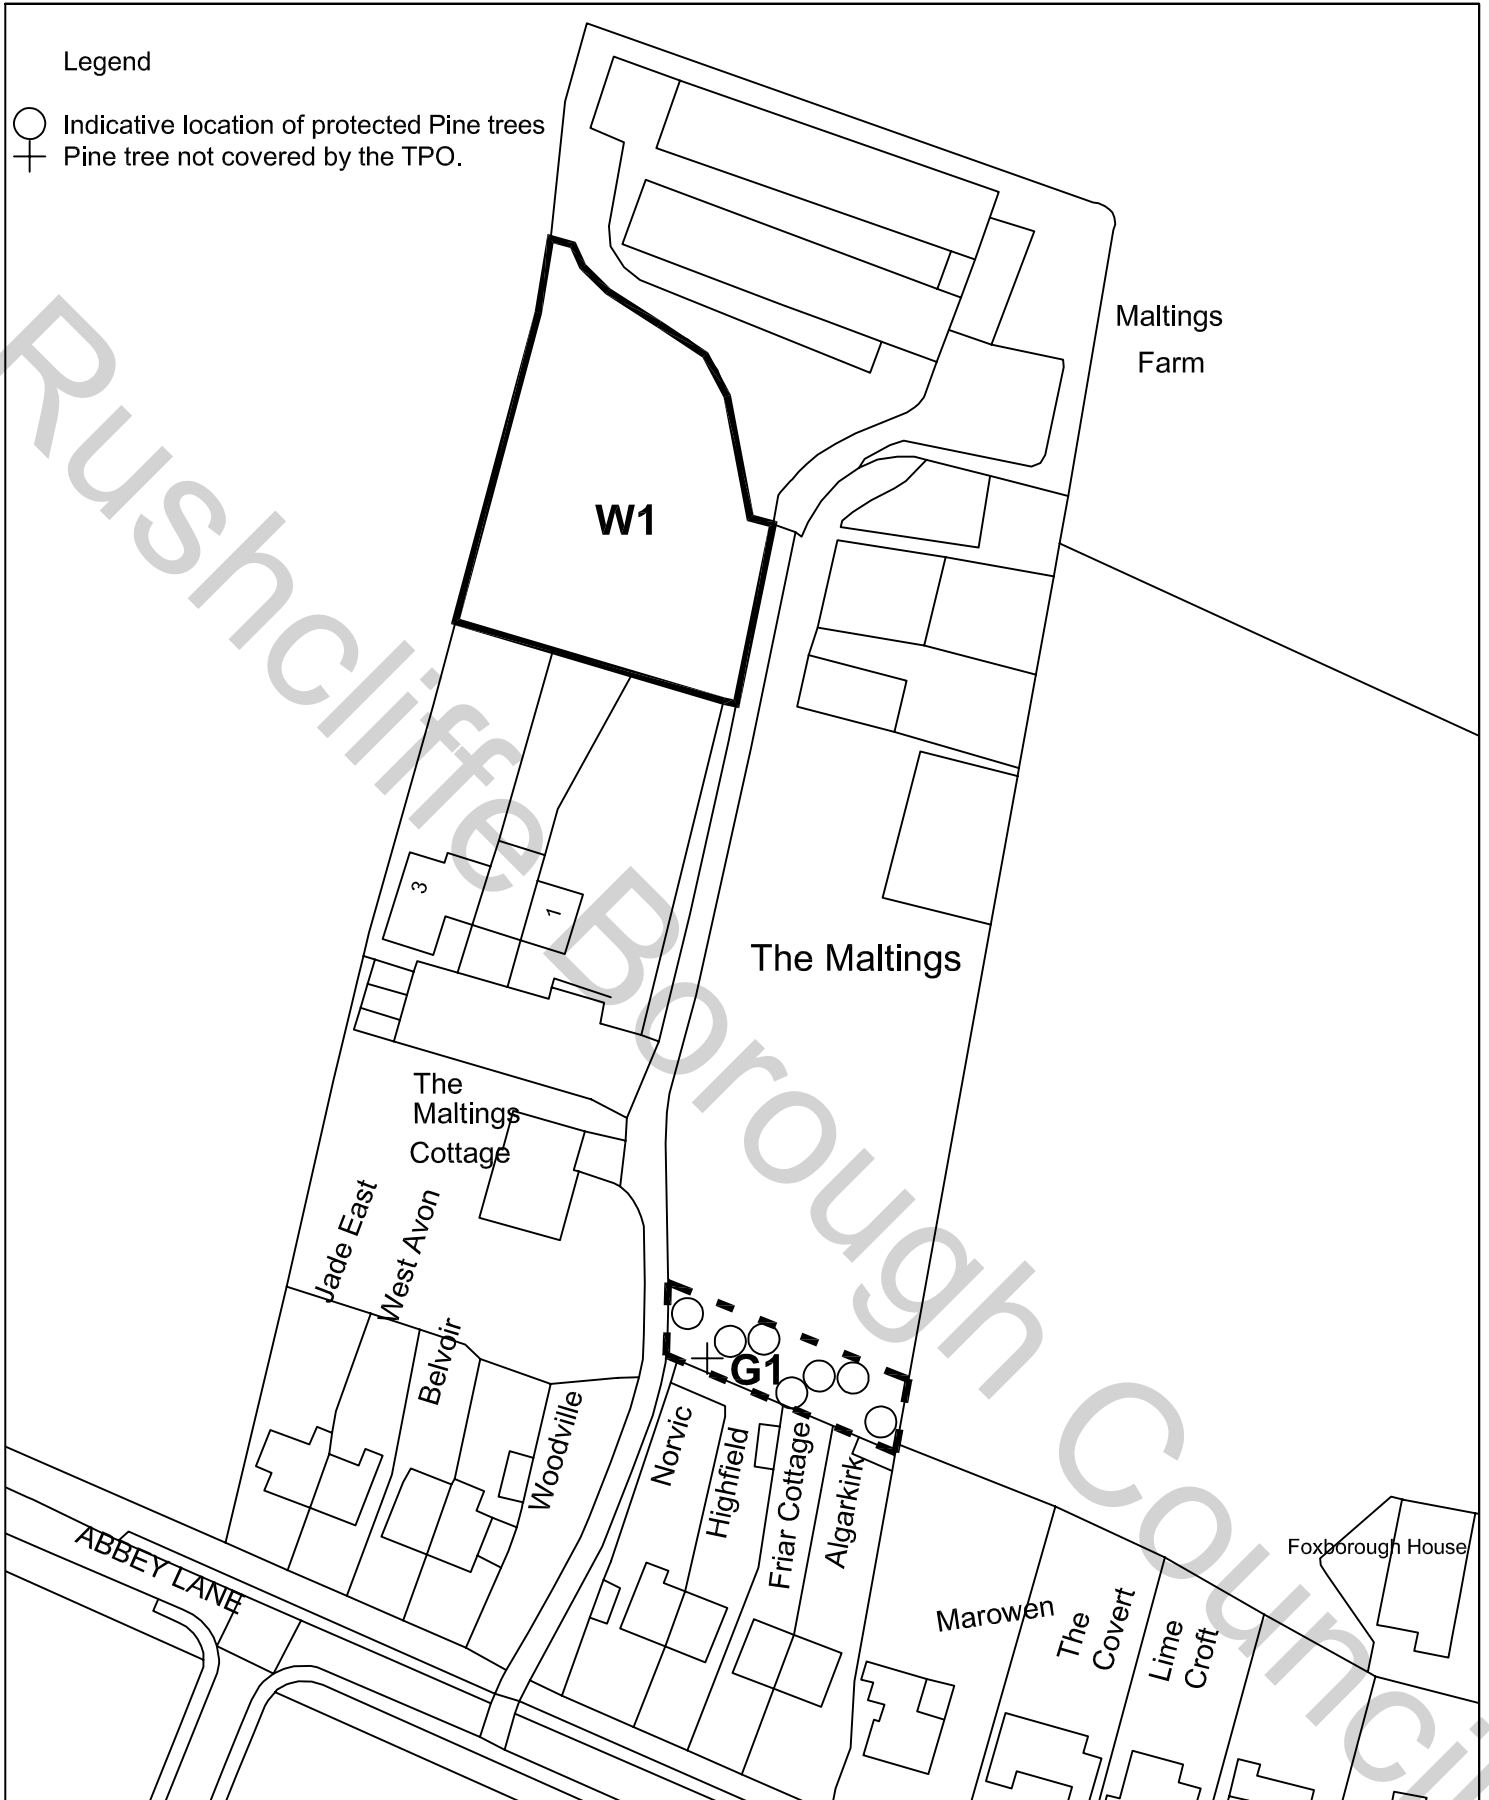 Legend
Indicative location of protected Pine trees
Pine tree not covered by the TPO.
Maltings
Farm
W1
3
1
The Maltings
The
Maltings
Cottage
Jade East
West Avon
Belvoir
Woodville
G1
Norvic
Highfield
Friar Cottage
Algarkirk
ABBEY LANE
Marowen
The
Covert
Lime
Croft
Foxborough House
Rushcliffe Borough Council